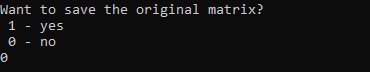 Want to save the original matrix?
1 - yes
0 - no
0